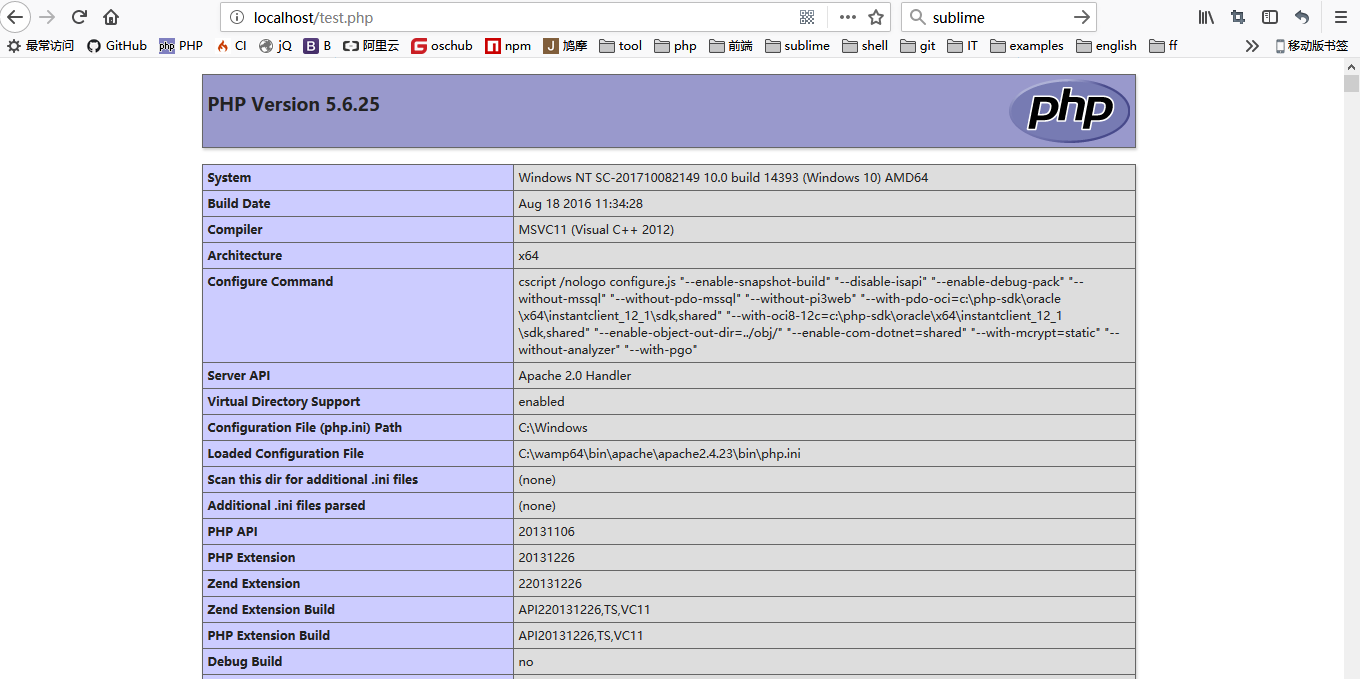 localhost/test.php
sublime
最常访问 GitHub php PHP CI jQ B B 阿里云 G oschub npm J 鸠摩 tool php 前端 sublime shell git IT examples english ff 移动版书签
PHP Version 5.6.25
php
System Windows NT SC-201710082149 10.0 build 14393 (Windows 10) AMD64
Build Date Aug 18 2016 11:34:28
Compiler MSVC11 (Visual C++ 2012)
Architecture x64
Configure Command cscript /nologo configure.js "--enable-snapshot-build" "--disable-isapi" "--enable-debug-pack" "--
without-mssql" "--without-pdo-mssql" "--without-pi3web" "--with-pdo-oci=c:\php-sdk\oracle
\x64\instantclient_12_1\sdk,shared" "--with-oci8-12c=c:\php-sdk\oracle\x64\instantclient_12_1
\sdk,shared" "--enable-object-out-dir=../obj/" "--enable-com-dotnet=shared" "--with-mcrypt=static" "--
without-analyzer" "--with-pgo"
Server API Apache 2.0 Handler
Virtual Directory Support enabled
Configuration File (php.ini) Path C:\Windows
Loaded Configuration File C:\wamp64\bin\apache\apache2.4.23\bin\php.ini
Scan this dir for additional .ini files (none)
Additional .ini files parsed (none)
PHP API 20131106
PHP Extension 20131226
Zend Extension 220131226
Zend Extension Build API220131226,TS,VC11
PHP Extension Build API20131226,TS,VC11
Debug Build no